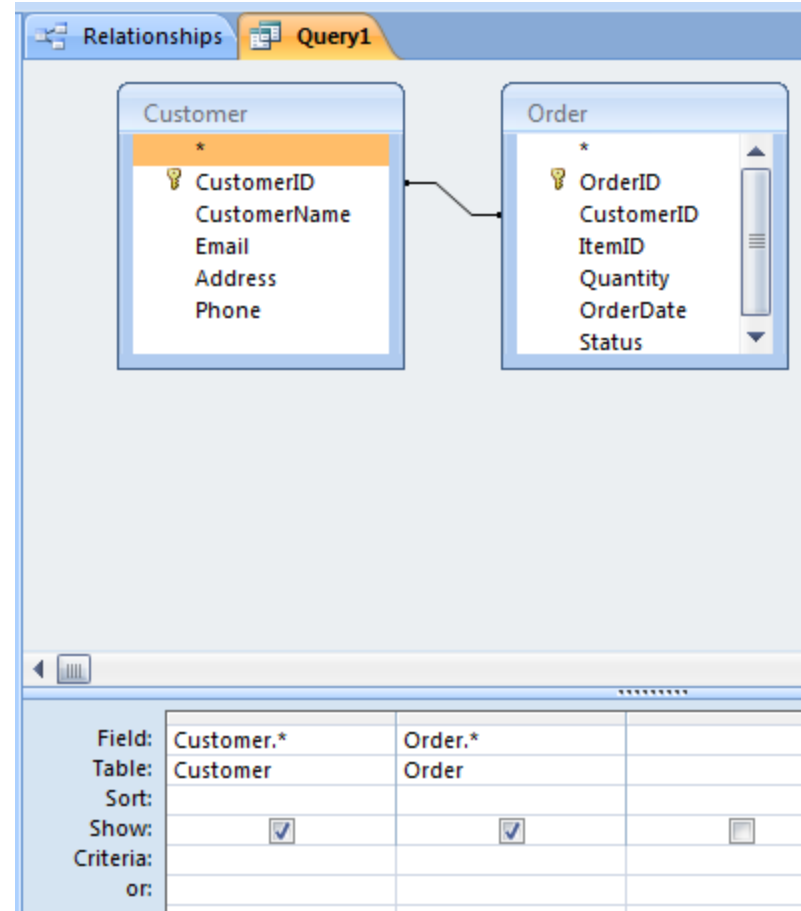 Relationships Query1
Customer
*
CustomerID
CustomerName
Email
Address
Phone
Order
*
OrderID
CustomerID
ItemID
Quantity
OrderDate
Status
Field: Customer.* Order.*
Table: Customer Order
Sort:
Show:
Criteria:
or: